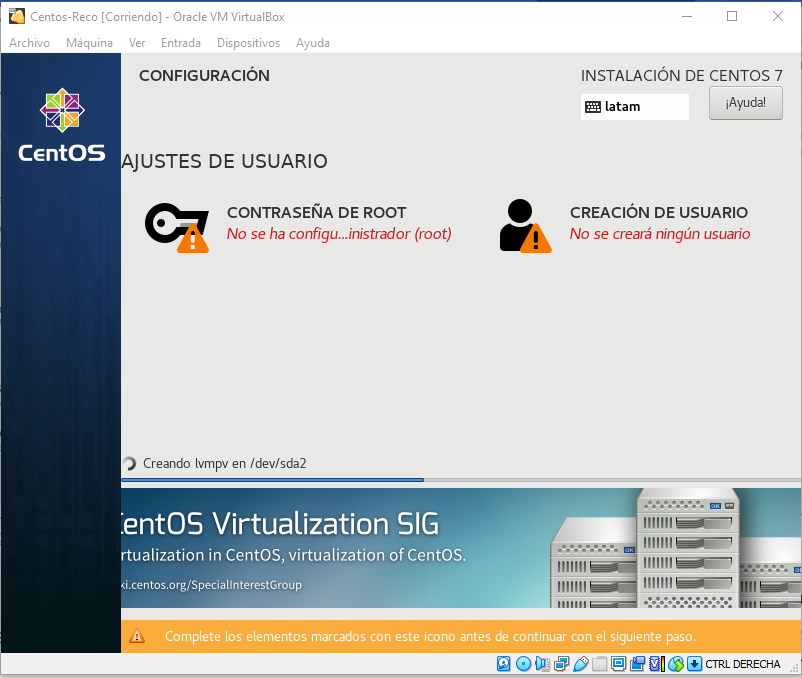 Centos-Reco [Corriendo] - Oracle VM VirtualBox
Archivo Máquina Ver Entrada Dispositivos Ayuda
CONFIGURACIÓN
INSTALACIÓN DE CENTOS 7
latam
¡Ayuda!
CentOS
AJUSTES DE USUARIO
CONTRASEÑA DE ROOT
No se ha configu...inistrador (root)
CREACIÓN DE USUARIO
No se creará ningún usuario
Creando lvmpv en /dev/sda2
CentOS Virtualization SIG
rtualization in CentOS, virtualization of CentOS.
ki.centos.org/SpecialInterestGroup
Complete los elementos marcados con este icono antes de continuar con el siguiente paso.
CTRL DERECHA